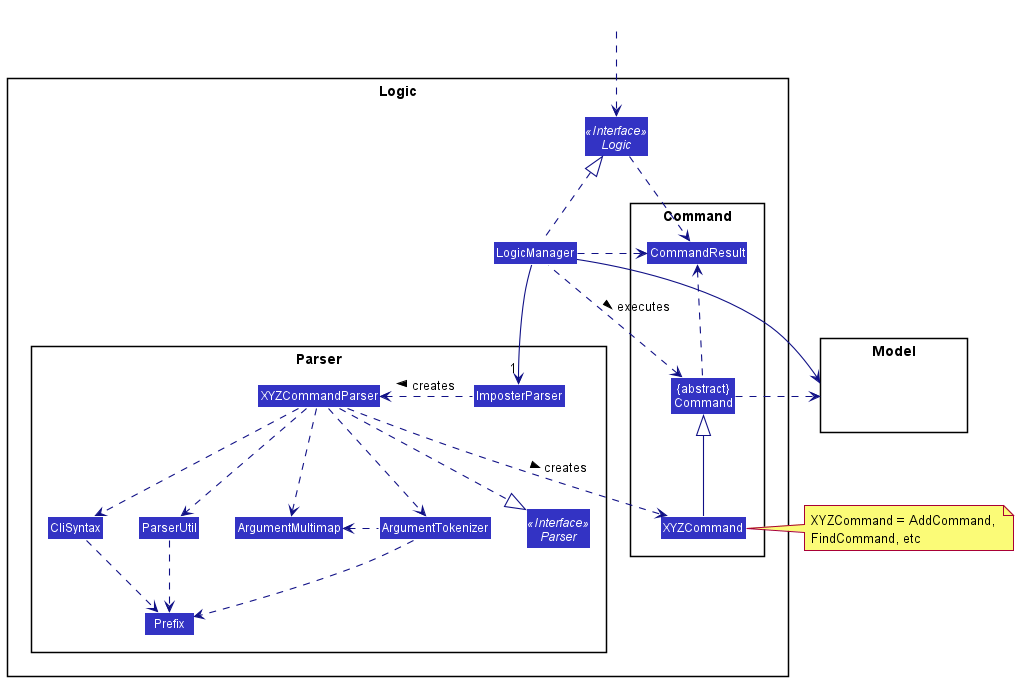 Logic
«Interface»
Logic
Command
LogicManager
CommandResult
executes
Model
Parser
1
XYZCommandParser
creates
ImposterParser
{abstract}
Command
creates
CliSyntax
ParserUtil
ArgumentMultimap
ArgumentTokenizer
«Interface»
Parser
XYZCommand
XYZCommand = AddCommand,
FindCommand, etc
Prefix